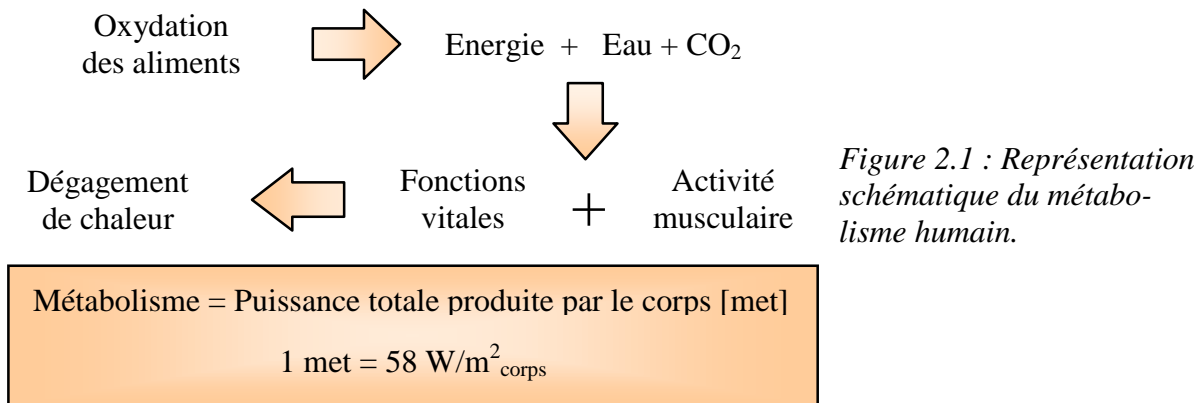 Oxydation
des aliments
Energie + Eau + CO₂
Dégagement
de chaleur
Fonctions
vitales
+
Activité
musculaire
Figure 2.1 : Représentation
schématique du métabo-
lisme humain.
Métabolisme = Puissance totale produite par le corps [met]
1 met = 58 W/m²corps